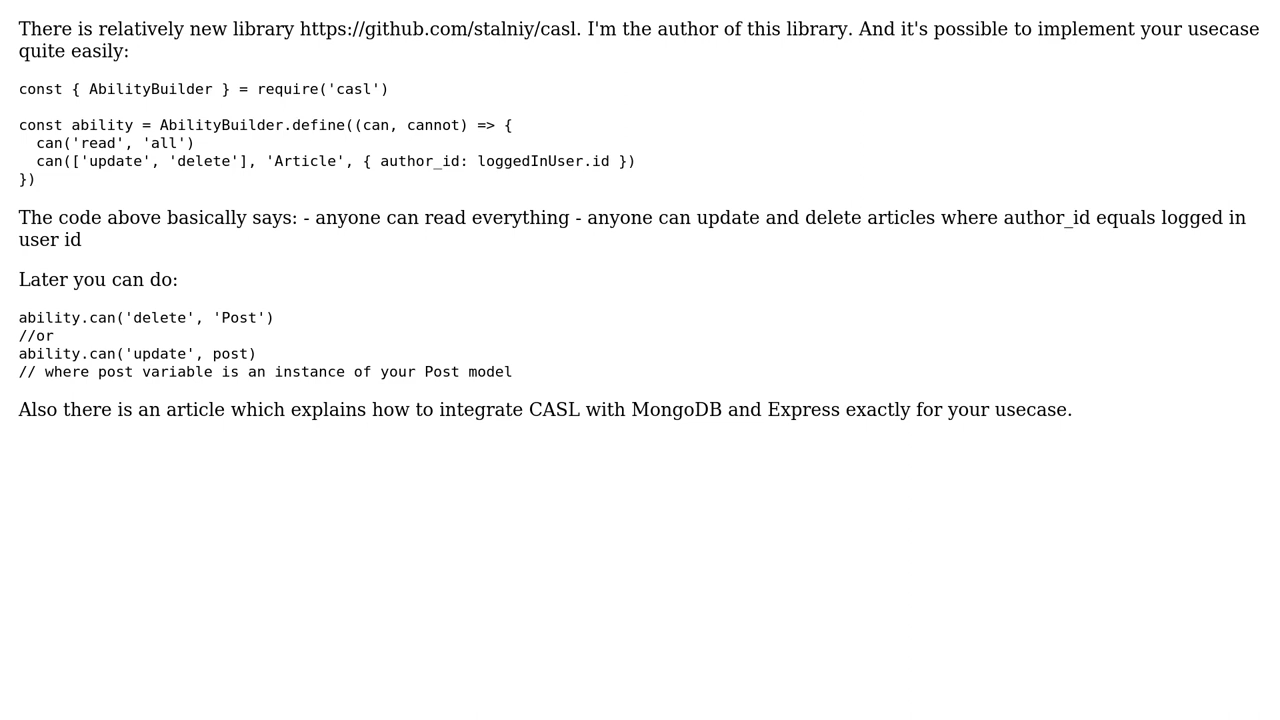 There is relatively new library https://github.com/stalniy/casl. I'm the author of this library. And it's possible to implement your usecase
quite easily:
const { AbilityBuilder } = require('casl')
const ability = AbilityBuilder.define((can, cannot) => {
  can('read', 'all')
  can(['update', 'delete'], 'Article', { author_id: loggedInUser.id })
})
The code above basically says: - anyone can read everything - anyone can update and delete articles where author_id equals logged in
user id
Later you can do:
ability.can('delete', 'Post')
//or
ability.can('update', post)
// where post variable is an instance of your Post model
Also there is an article which explains how to integrate CASL with MongoDB and Express exactly for your usecase.